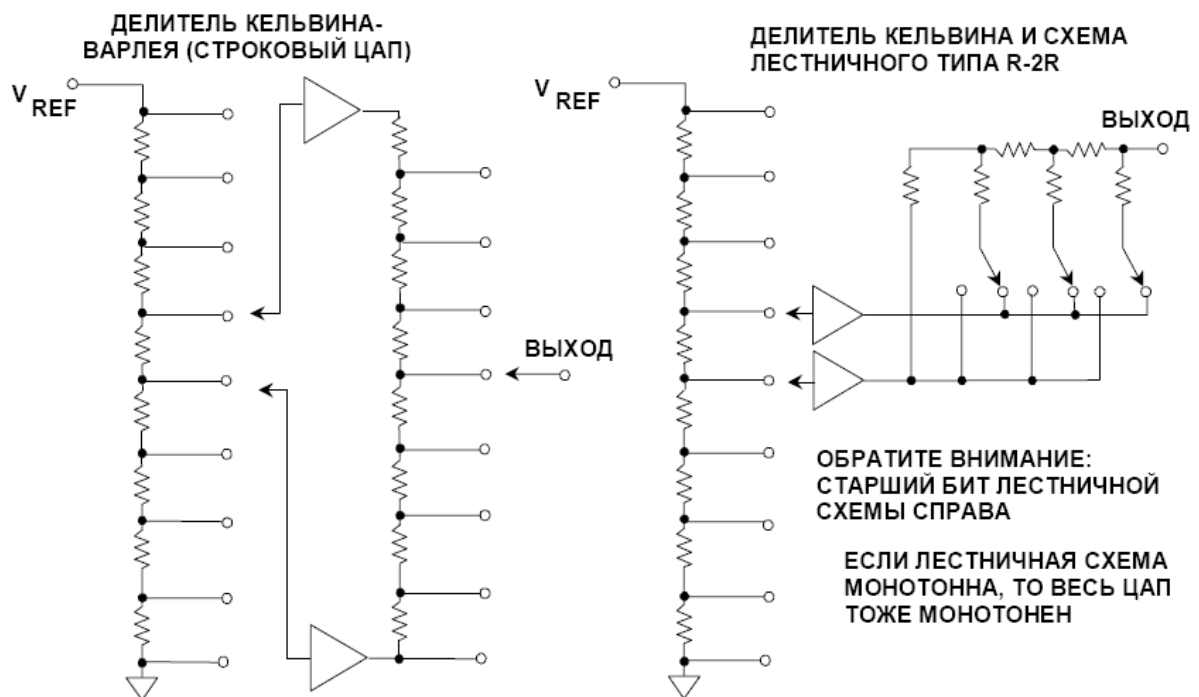 ДЕЛИТЕЛЬ КЕЛЬВИНА-
ВАРЛЕЯ (СТРОКОВЫЙ ЦАП)
V REF
ВЫХОД
ДЕЛИТЕЛЬ КЕЛЬВИНА И СХЕМА
ЛЕСТНИЧНОГО ТИПА R-2R
V REF
ВЫХОД
ОБРАТИТЕ ВНИМАНИЕ:
СТАРШИЙ БИТ ЛЕСТНИЧНОЙ
СХЕМЫ СПРАВА
ЕСЛИ ЛЕСТНИЧНАЯ СХЕМА
МОНОТОННА, ТО ВЕСЬ ЦАП
ТОЖЕ МОНОТОНЕН